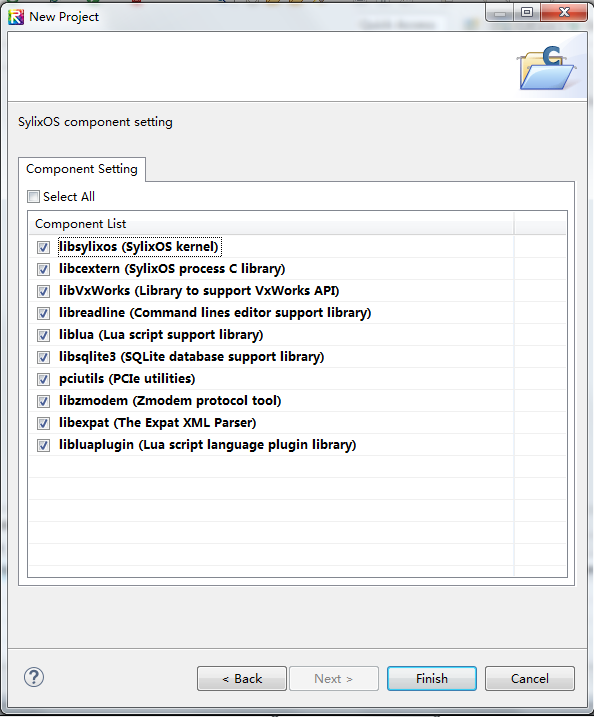 New Project
SylixOS component setting
Component Setting
Select All
Component List
libsylixos (SylixOS kernel)
libcextern (SylixOS process C library)
libVxWorks (Library to support VxWorks API)
libreadline (Command lines editor support library)
liblua (Lua script support library)
libsqlite3 (SQLite database support library)
pciutils (PCIe utilities)
libzmodem (Zmodem protocol tool)
libexpat (The Expat XML Parser)
libluaplugin (Lua script language plugin library)
? < Back Next > Finish Cancel